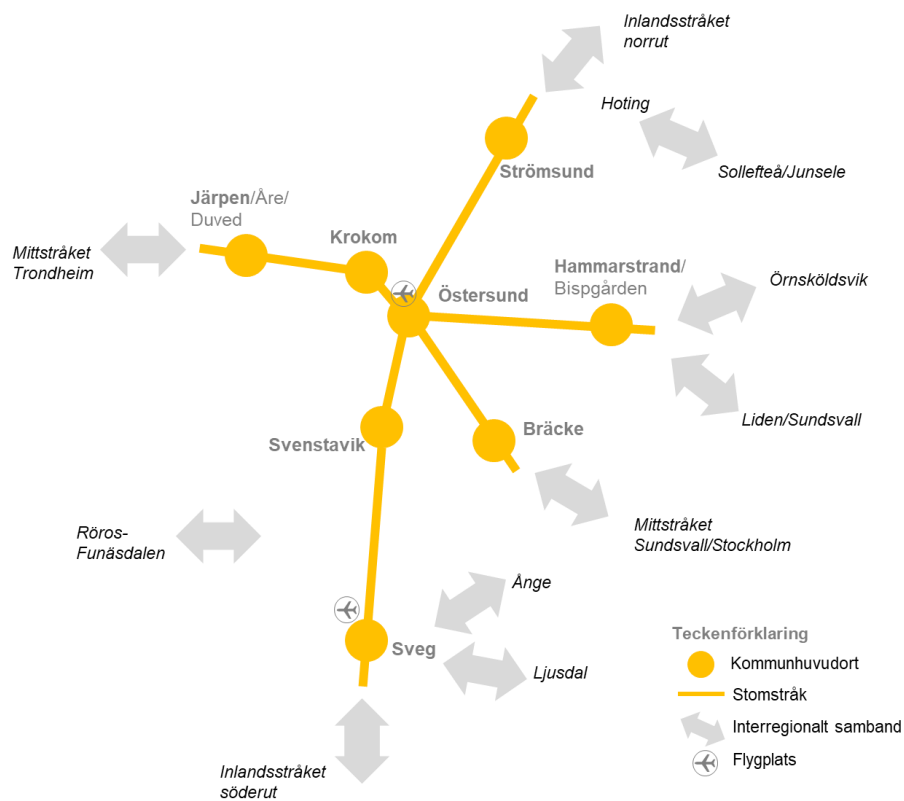 Inlandsstråket
norrut
Hoting
Sollefteå/Junsele
Strömsund
Järpen/Åre/
Duved
Krokom
Mittstråket
Trondheim
Östersund
Hammarstrand/
Bispgården
Örnsköldsvik
Liden/Sundsvall
Svenstavik
Bräcke
Mittstråket
Sundsvall/Stockholm
Röros-
Funäsdalen
Ånge
Sveg
Ljusdal
Inlandsstråket
söderut
Teckenförklaring
Kommunhuvudort
Stomstråk
Interregionalt samband
Flygplats